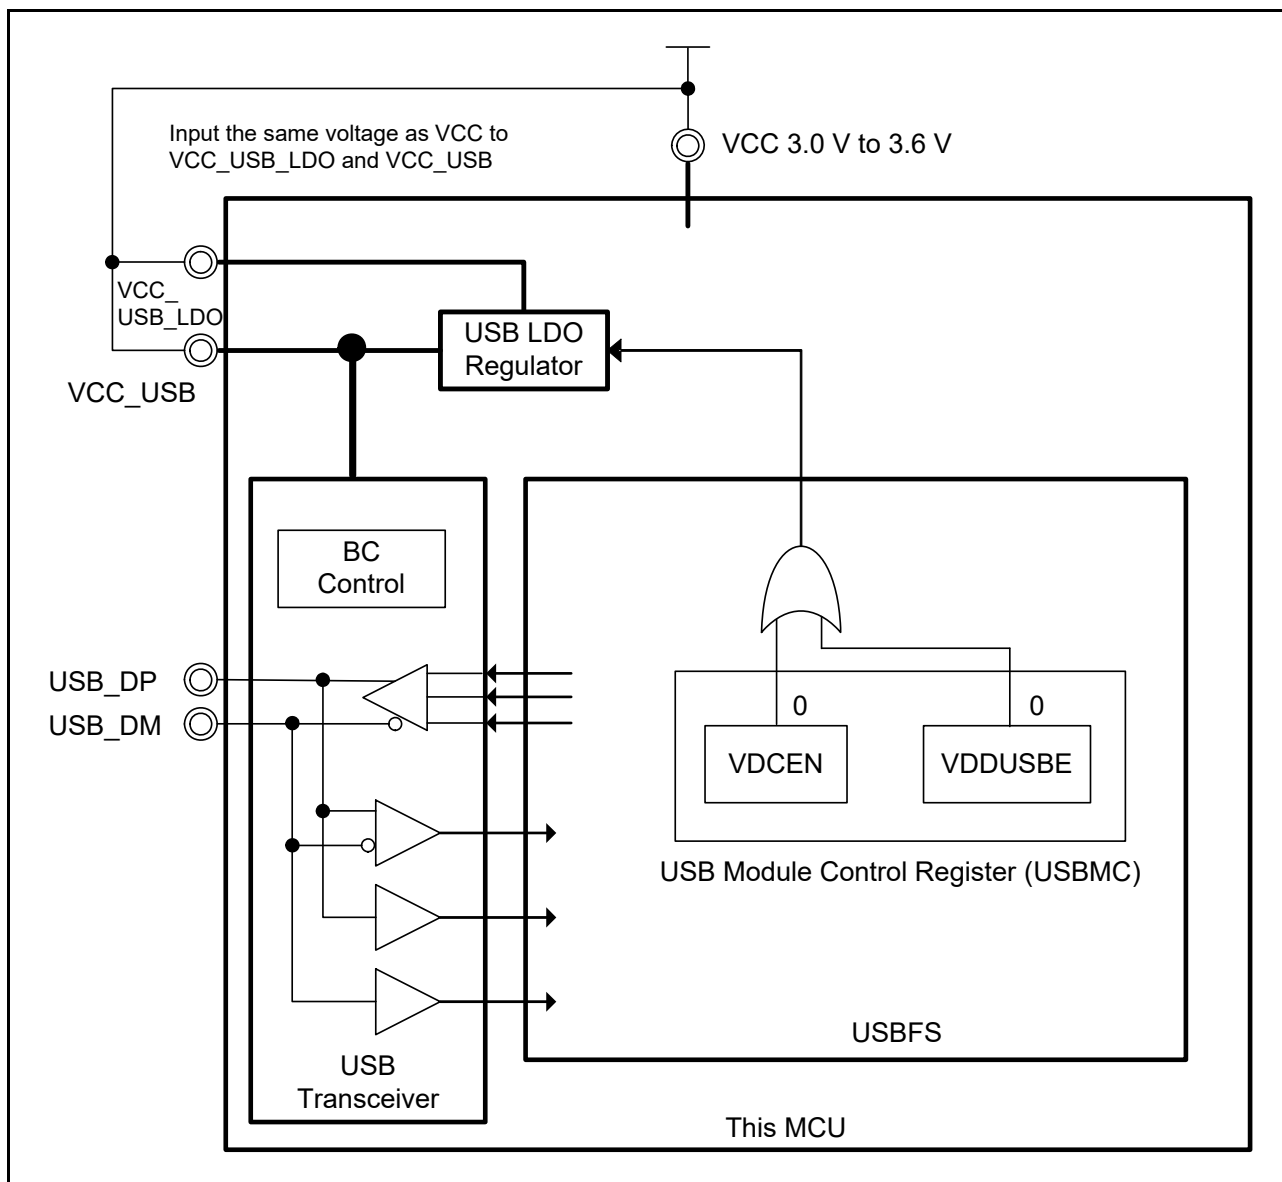 Input the same voltage as VCC to
VCC_USB_LDO and VCC_USB
VCC 3.0 V to 3.6 V
VCC_
USB_LDO
USB LDO
Regulator
VCC_USB
BC
Control
USB_DP
USB_DM
0
0
VDCEN
VDDUSBE
USB Module Control Register (USBMC)
USBFS
USB
Transceiver
This MCU